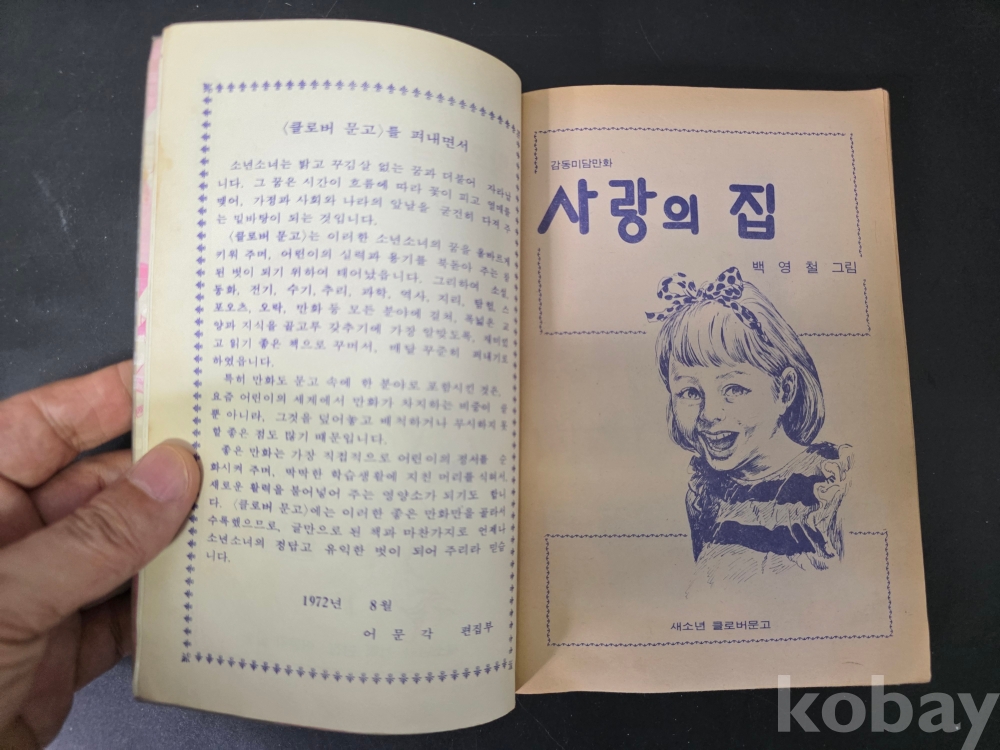 〈클로버 문고〉를 펴내면서
소년소녀는 밝고 꾸김살 없는 꿈과 더불어 자라납
니다. 그 꿈은 시간이 흐름에 따라 꽃이 피고 열매를
맺어, 가정과 사회와 나라의 앞날을 굳건히 다져 주
는 밑바탕이 되는 것입니다.
〈클로버 문고〉는 이러한 소년소녀의 꿈을 올바르게
키워 주며, 어린이의 실력과 용기를 북돋아 주는 참
된 벗이 되기 위하여 태어났읍니다. 그리하여 소설,
동화, 전기, 수기, 추리, 과학, 역사, 지리, 탐험, 스
포오츠, 오락, 만화 등 모든 분야에 걸쳐, 폭넓은 교
양과 지식을 골고루 갖추기에 가장 알맞도록, 재미있
고 읽기 좋은 책으로 꾸며서, 매달 꾸준히 펴내기로
하였읍니다.
특히 만화도 문고 속에 한 분야로 포함시킨 것은,
요즘 어린이의 세계에서 만화가 차지하는 비중이 클
뿐 아니라, 그것을 덮어놓고 배척하거나 무시하지 못
할 좋은 점도 많기 때문입니다.
좋은 만화는 가장 직접적으로 어린이의 정서를 순
화시켜 주며, 딱딱한 학습생활에 지친 머리를 식혀서,
새로운 활력을 불어넣어 주는 영양소가 되기도 합니
다. 〈클로버 문고〉에는 이러한 좋은 만화만을 골라서
수록했으므로, 글만으로 된 책과 마찬가지로 언제나
소년소녀의 정답고 유익한 벗이 되어 주리라 믿습
니다.
1972년 8월
어문각 편집부
감동미담만화
사랑의 집
백영철 그림
새소년 클로버문고
kobay